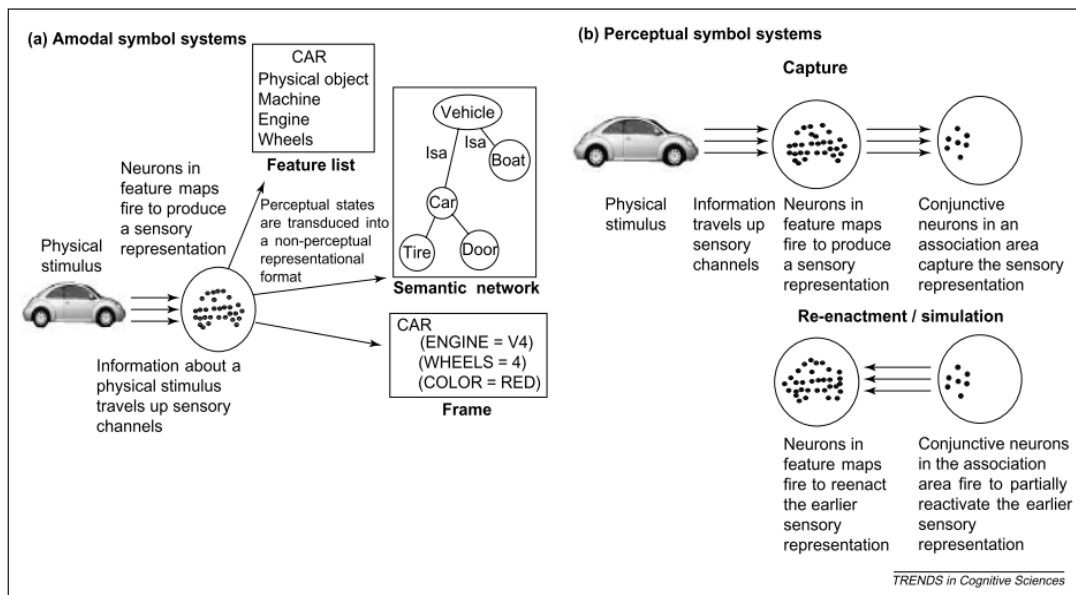 (a) Amodal symbol systems
CAR
Physical object
Machine
Engine
Wheels
Feature list
Vehicle
Isa
Isa
Boat
Car
Tire
Door
Semantic network
Neurons in
feature maps
fire to produce
a sensory
representation
Perceptual states
are transduced into
a non-perceptual
representational
format
Physical
stimulus
Information about a
physical stimulus
travels up sensory
channels
CAR
(ENGINE = V4)
(WHEELS = 4)
(COLOR = RED)
Frame
(b) Perceptual symbol systems
Capture
Physical
stimulus
Information
travels up
sensory
channels
Neurons in
feature maps
fire to produce
a sensory
representation
Conjunctive
neurons in an
association area
capture the sensory
representation
Re-enactment / simulation
Neurons in
feature maps
fire to reenact
the earlier
sensory
representation
Conjunctive neurons
in the association
area fire to partially
reactivate the earlier
sensory
representation
TRENDS in Cognitive Sciences